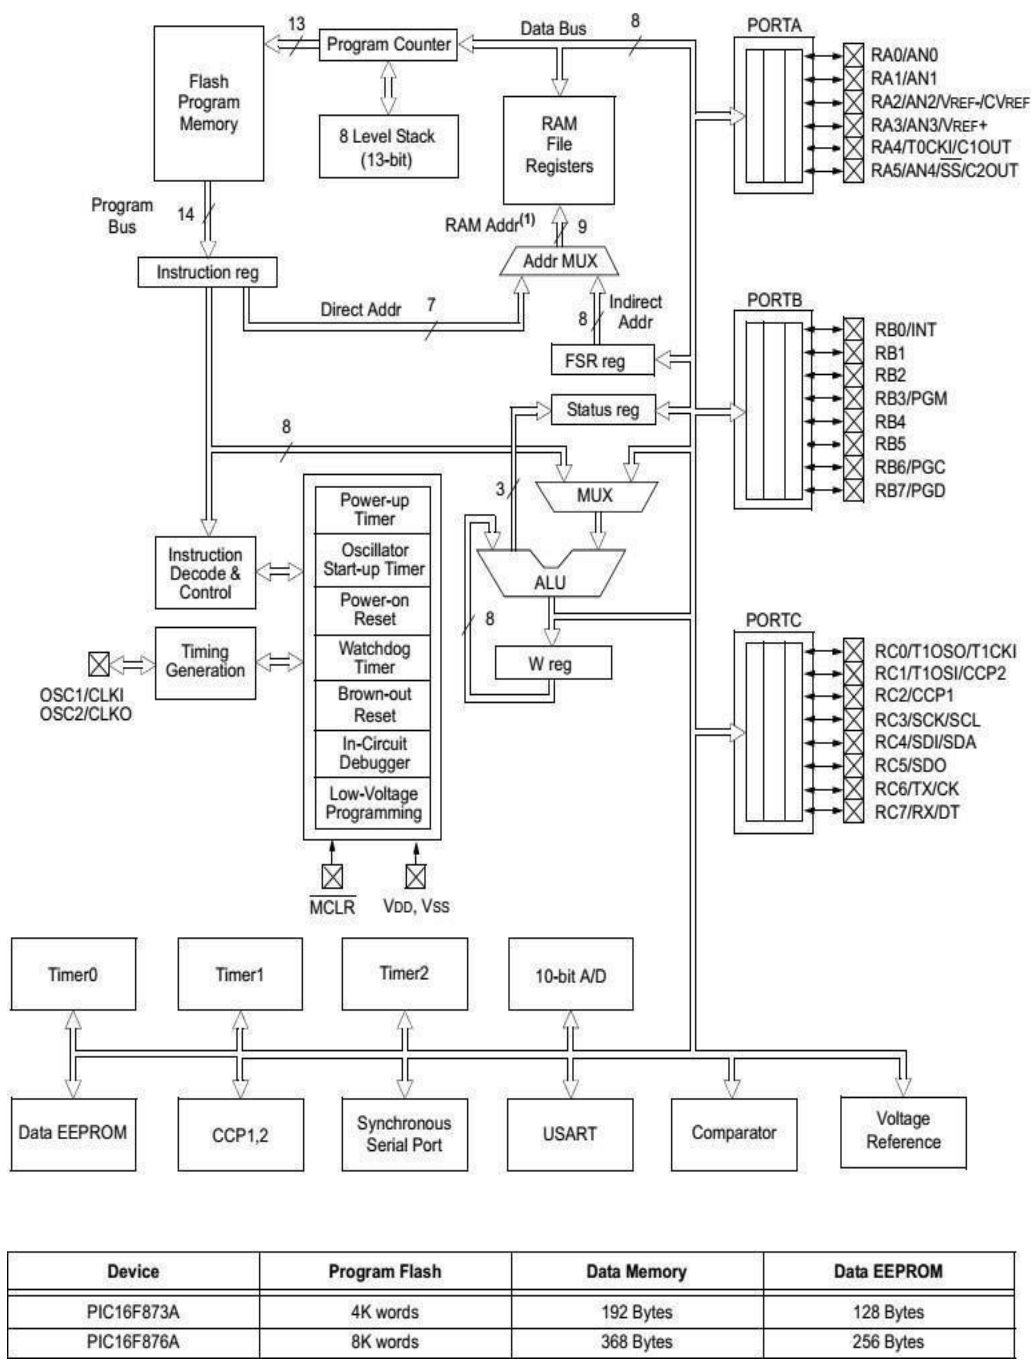 13
Program Counter
Data Bus
8
PORTA
Flash
Program
Memory
8 Level Stack
(13-bit)
RAM
File
Registers
RA0/AN0
RA1/AN1
RA2/AN2/VREF-/CVREF
RA3/AN3/VREF+
RA4/T0CKI/C1OUT
RA5/AN4/SS/C2OUT
Program
Bus
14
RAM Addr(1)
9
Instruction reg
Addr MUX
Direct Addr
7
Indirect
Addr
8
FSR reg
Status reg
PORTB
RB0/INT
RB1
RB2
RB3/PGM
RB4
RB5
RB6/PGC
RB7/PGD
8
3
MUX
Power-up
Timer
Oscillator
Start-up Timer
Power-on
Reset
Watchdog
Timer
Brown-out
Reset
In-Circuit
Debugger
Low-Voltage
Programming
Instruction
Decode &
Control
Timing
Generation
OSC1/CLKI
OSC2/CLKO
ALU
8
W reg
PORTC
RC0/T1OSO/T1CKI
RC1/T1OSI/CCP2
RC2/CCP1
RC3/SCK/SCL
RC4/SDI/SDA
RC5/SDO
RC6/TX/CK
RC7/RX/DT
MCLR
VDD, VSS
Timer0
Timer1
Timer2
10-bit A/D
Data EEPROM
CCP1,2
Synchronous
Serial Port
USART
Comparator
Voltage
Reference
Device Program Flash Data Memory Data EEPROM
PIC16F873A 4K words 192 Bytes 128 Bytes
PIC16F876A 8K words 368 Bytes 256 Bytes